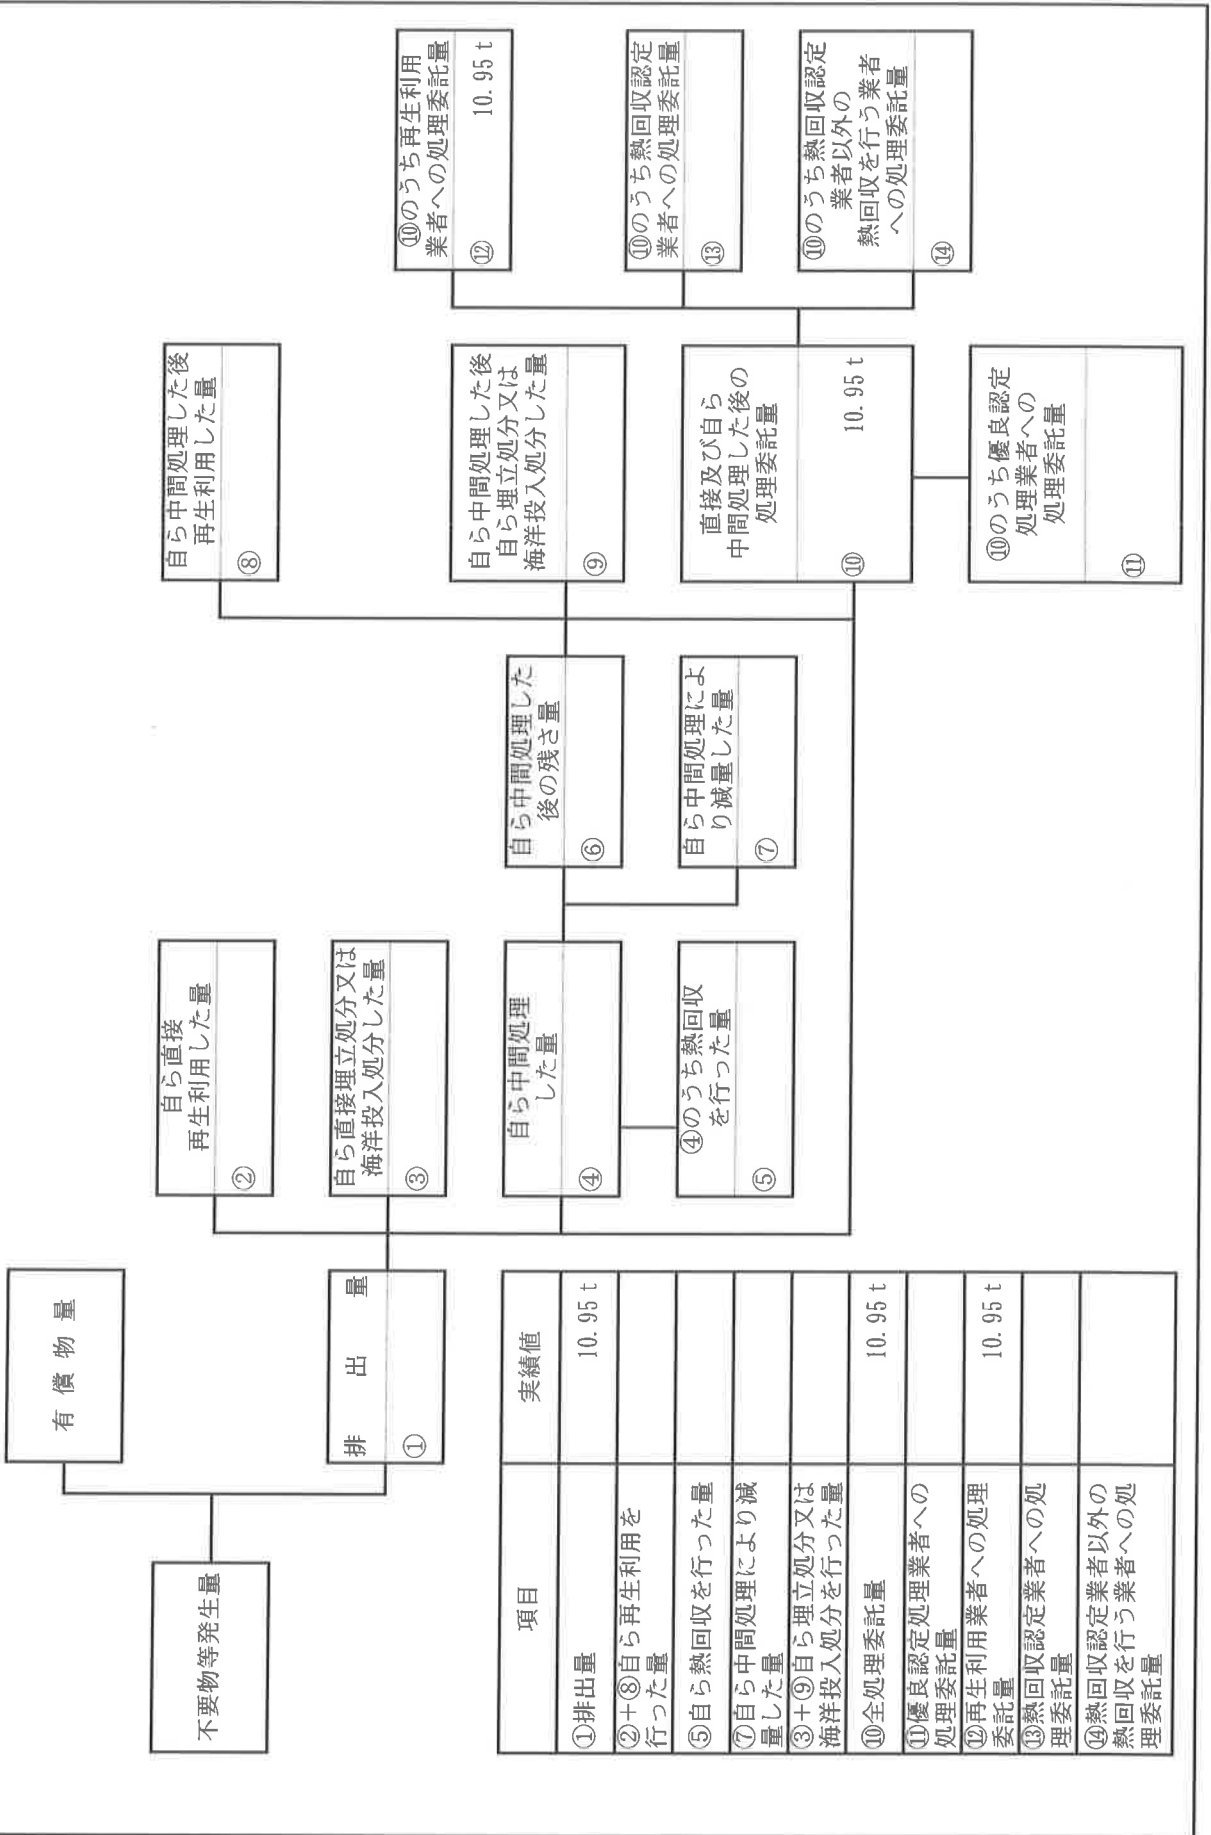 不要物等発生量
有償物量
排出量
①
自ら直接
再生利用した量
②
自ら直接埋立処分又は
海洋投入処分した量
③
自ら中間処理
した量
④
④のうち熱回収
を行った量
⑤
自ら中間処理した
後の残さ量
⑥
自ら中間処理によ
り減量した量
⑦
自ら中間処理した後
再生利用した量
⑧
自ら中間処理した後
自ら埋立処分又は
海洋投入処分した量
⑨
直接及び自ら
中間処理した後の
処理委託量
⑩ 10.95 t
⑩のうち優良認定
処理業者への
処理委託量
⑪
⑩のうち再生利用
業者への処理委託量
⑫ 10.95 t
⑩のうち熱回収認定
業者への処理委託量
⑬
⑩のうち熱回収認定
業者以外の
熱回収を行う業者
への処理委託量
⑭
項目 実績値
①排出量 10.95 t
②+⑧自ら再生利用を
行った量
⑤自ら熱回収を行った量
⑦自ら中間処理により減
量した量
③+⑨自ら埋立処分又は
海洋投入処分を行った量
⑩全処理委託量 10.95 t
⑪優良認定処理業者への
処理委託量
⑫再生利用業者への処理
委託量 10.95 t
⑬熱回収認定業者への処
理委託量
⑭熱回収認定業者以外の
熱回収を行う業者への処
理委託量